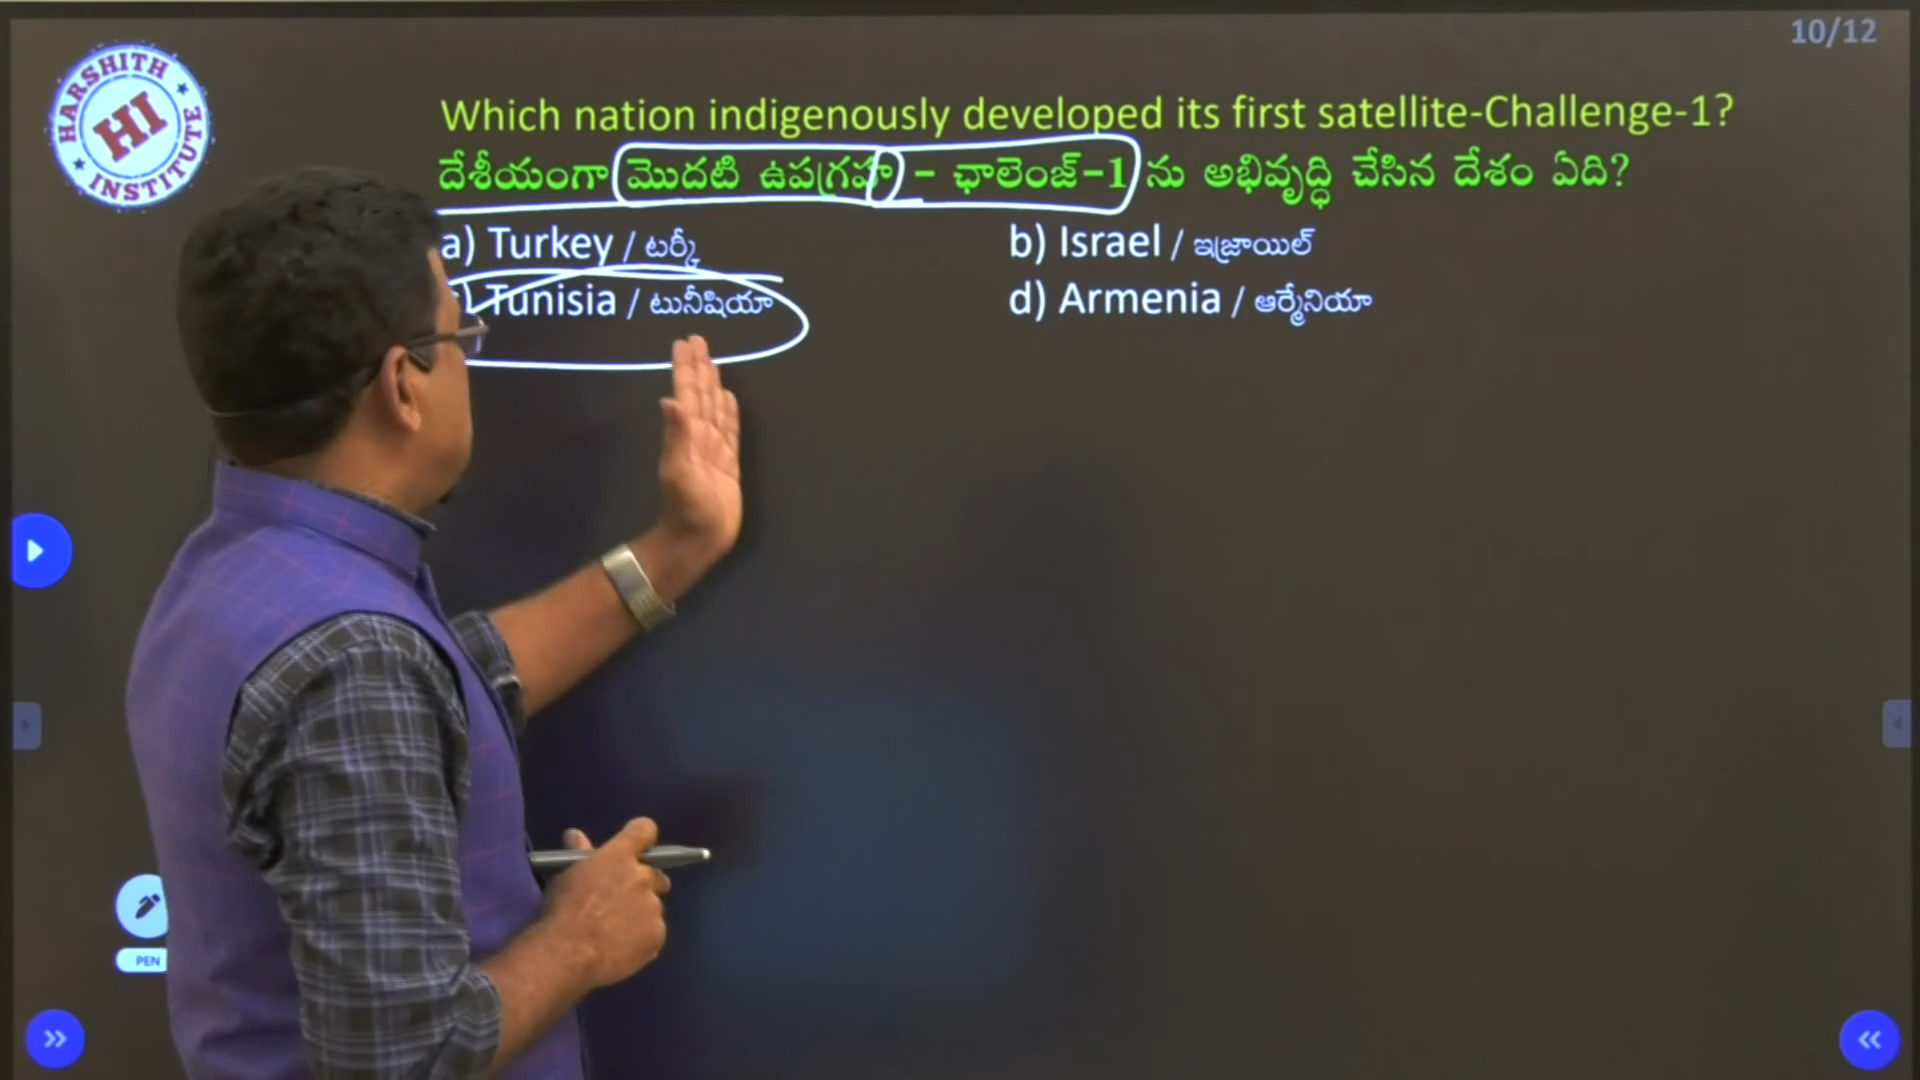 10/12
HARSHITH
HI
INSTITUTE
Which nation indigenously developed its first satellite-Challenge-1?
దేశీయంగా మొదటి ఉపగ్రహ - ఛాలెంజ్-1 ను అభివృద్ధి చేసిన దేశం ఏది?
a) Turkey / టర్కీ
b) Israel / ఇజ్రాయిల్
) Tunisia / టునీషియా
d) Armenia / ఆర్మేనియా
PEN